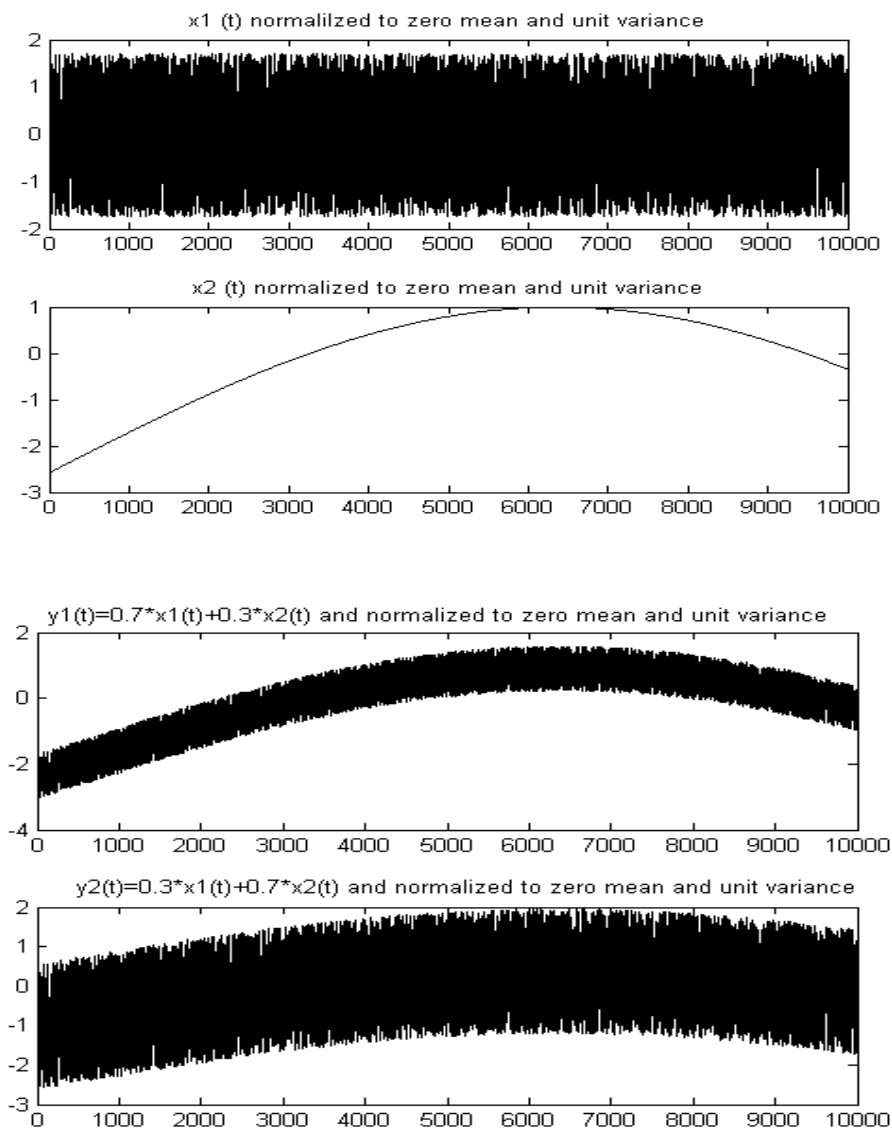 x1 (t) normalilzed to zero mean and unit variance
2
1
0
-1
-2
0 1000 2000 3000 4000 5000 6000 7000 8000 9000 10000
x2 (t) normalized to zero mean and unit variance
1
0
-1
-2
-3
0 1000 2000 3000 4000 5000 6000 7000 8000 9000 10000
y1(t)=0.7*x1(t)+0.3*x2(t) and normalized to zero mean and unit variance
2
0
-2
-4
0 1000 2000 3000 4000 5000 6000 7000 8000 9000 10000
y2(t)=0.3*x1(t)+0.7*x2(t) and normalized to zero mean and unit variance
2
1
0
-1
-2
-3
0 1000 2000 3000 4000 5000 6000 7000 8000 9000 10000